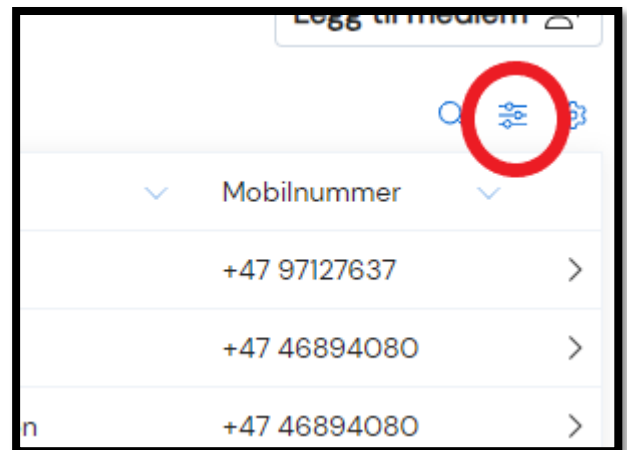 Legg til medlem
Mobilnummer
+47 97127637
+47 46894080
n +47 46894080